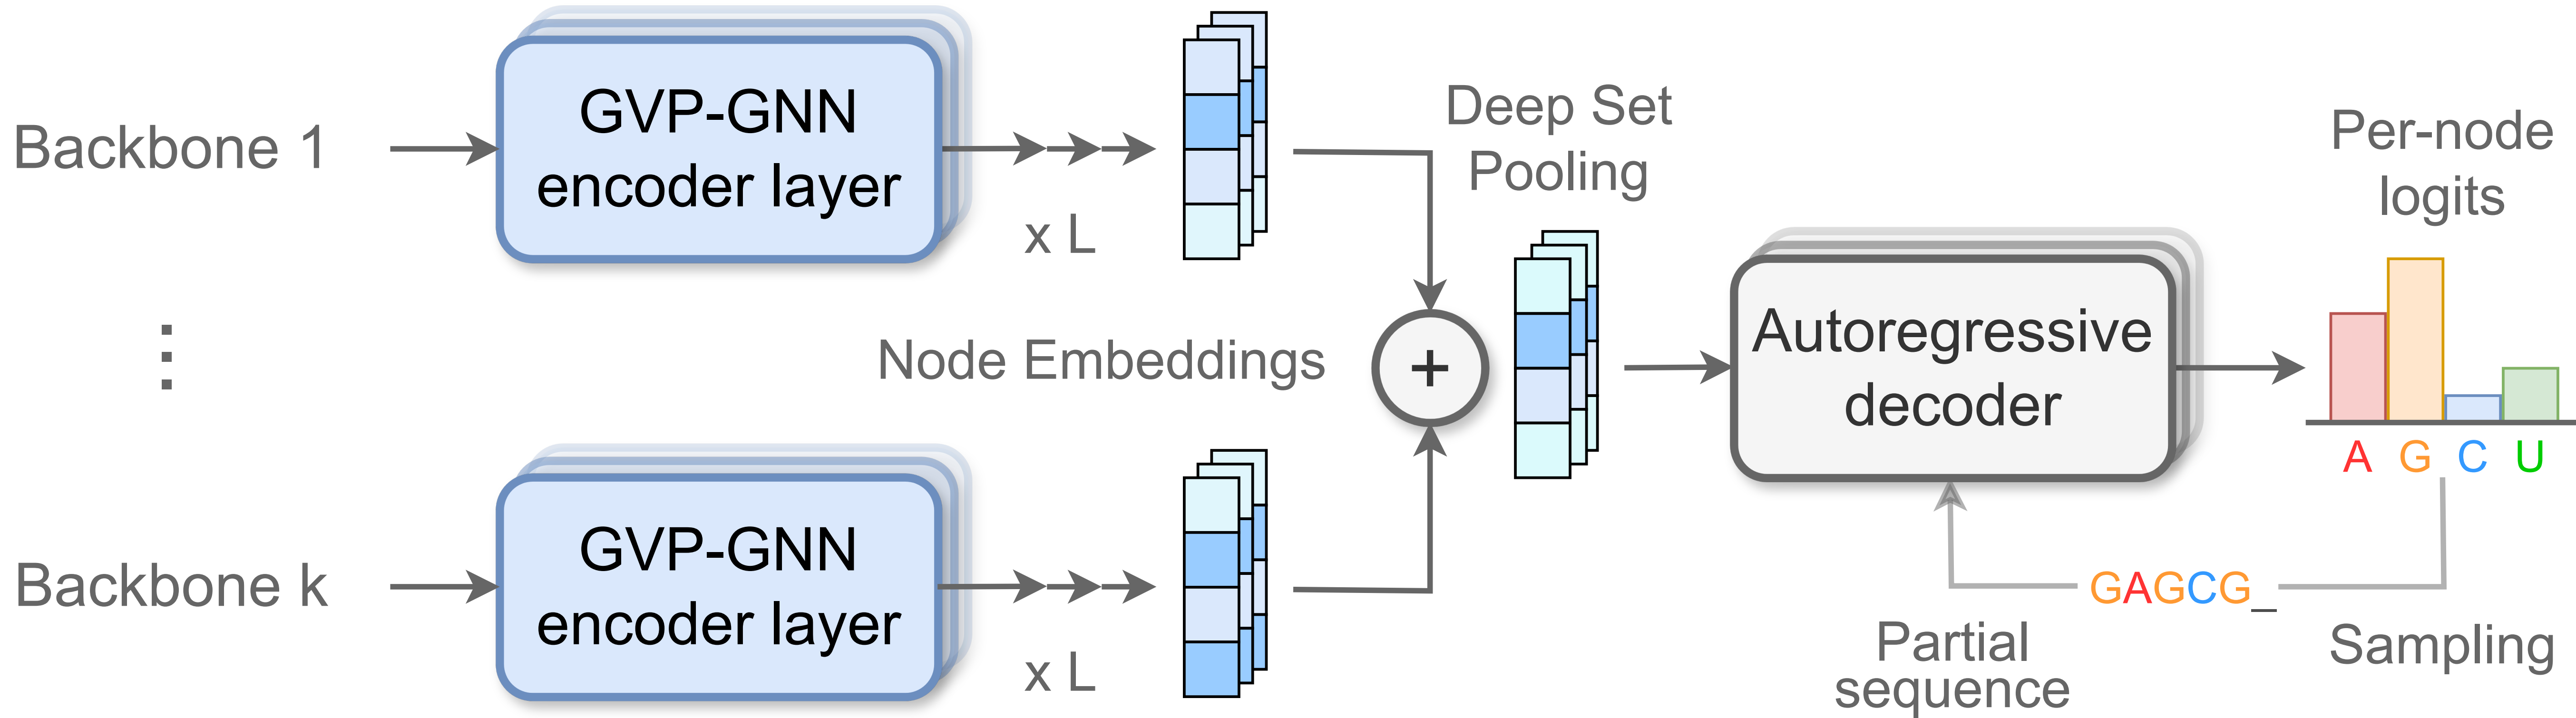 Backbone 1
GVP-GNN
encoder layer
x L
Deep Set
Pooling
Per-node
logits
Node Embeddings
+
Autoregressive
decoder
A G C U
Backbone k
GVP-GNN
encoder layer
x L
GAGCG_
Partial
sequence
Sampling